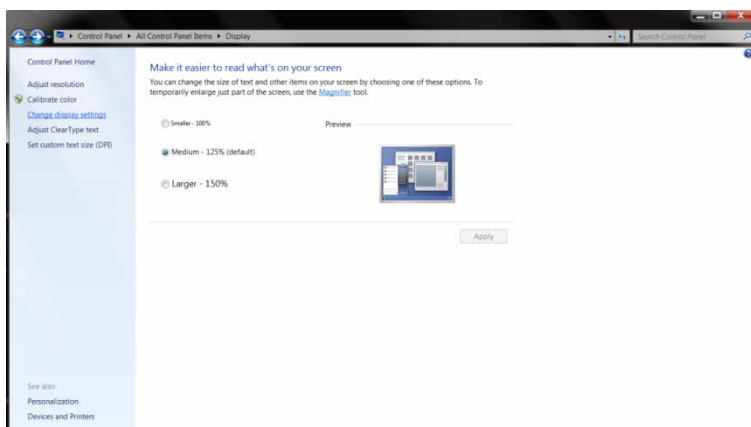 Control Panel ▸ All Control Panel Items ▸ Display
Search Control Panel
Control Panel Home
Adjust resolution
Calibrate color
Change display settings
Adjust ClearType text
Set custom text size (DPI)
Make it easier to read what's on your screen
You can change the size of text and other items on your screen by choosing one of these options. To
temporarily enlarge just part of the screen, use the Magnifier tool.
Smaller - 100%
Preview
Medium - 125% (default)
Larger - 150%
Apply
See also
Personalization
Devices and Printers